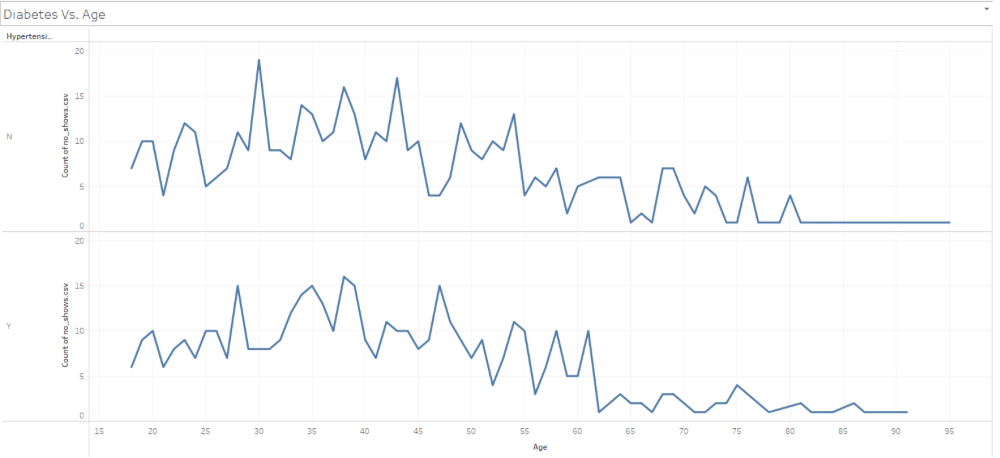 Diabetes Vs. Age
Hypertensi..
N
Count of no_shows.csv
20
15
10
5
0
Y
Count of no_shows.csv
20
15
10
5
0
15 20 25 30 35 40 45 50 55 60 65 70 75 80 85 90 95
Age